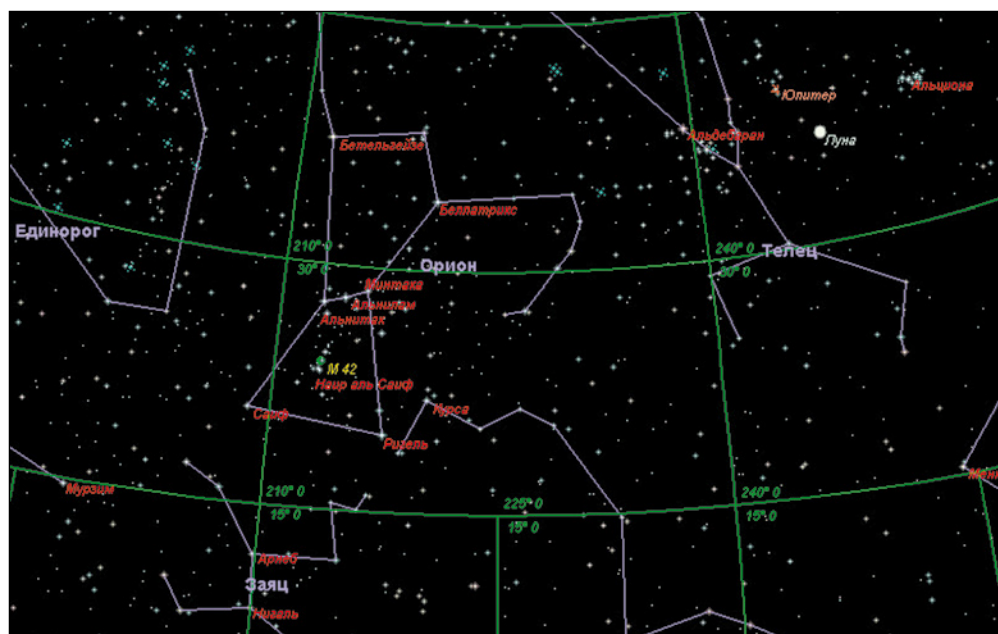 Юпитер
Альциона
Луна
Альдебаран
Бетельгейзе
Беллатрикс
Единорог
210° 0
30° 0
Орион
240° 0
30° 0
Телец
Минтака
Альнилам
Альнитак
M 42
Наир аль Саиф
Саиф
Курса
Ригель
Мурзим
210° 0
15° 0
225° 0
15° 0
240° 0
15° 0
Арнеб
Заяц
Нигель